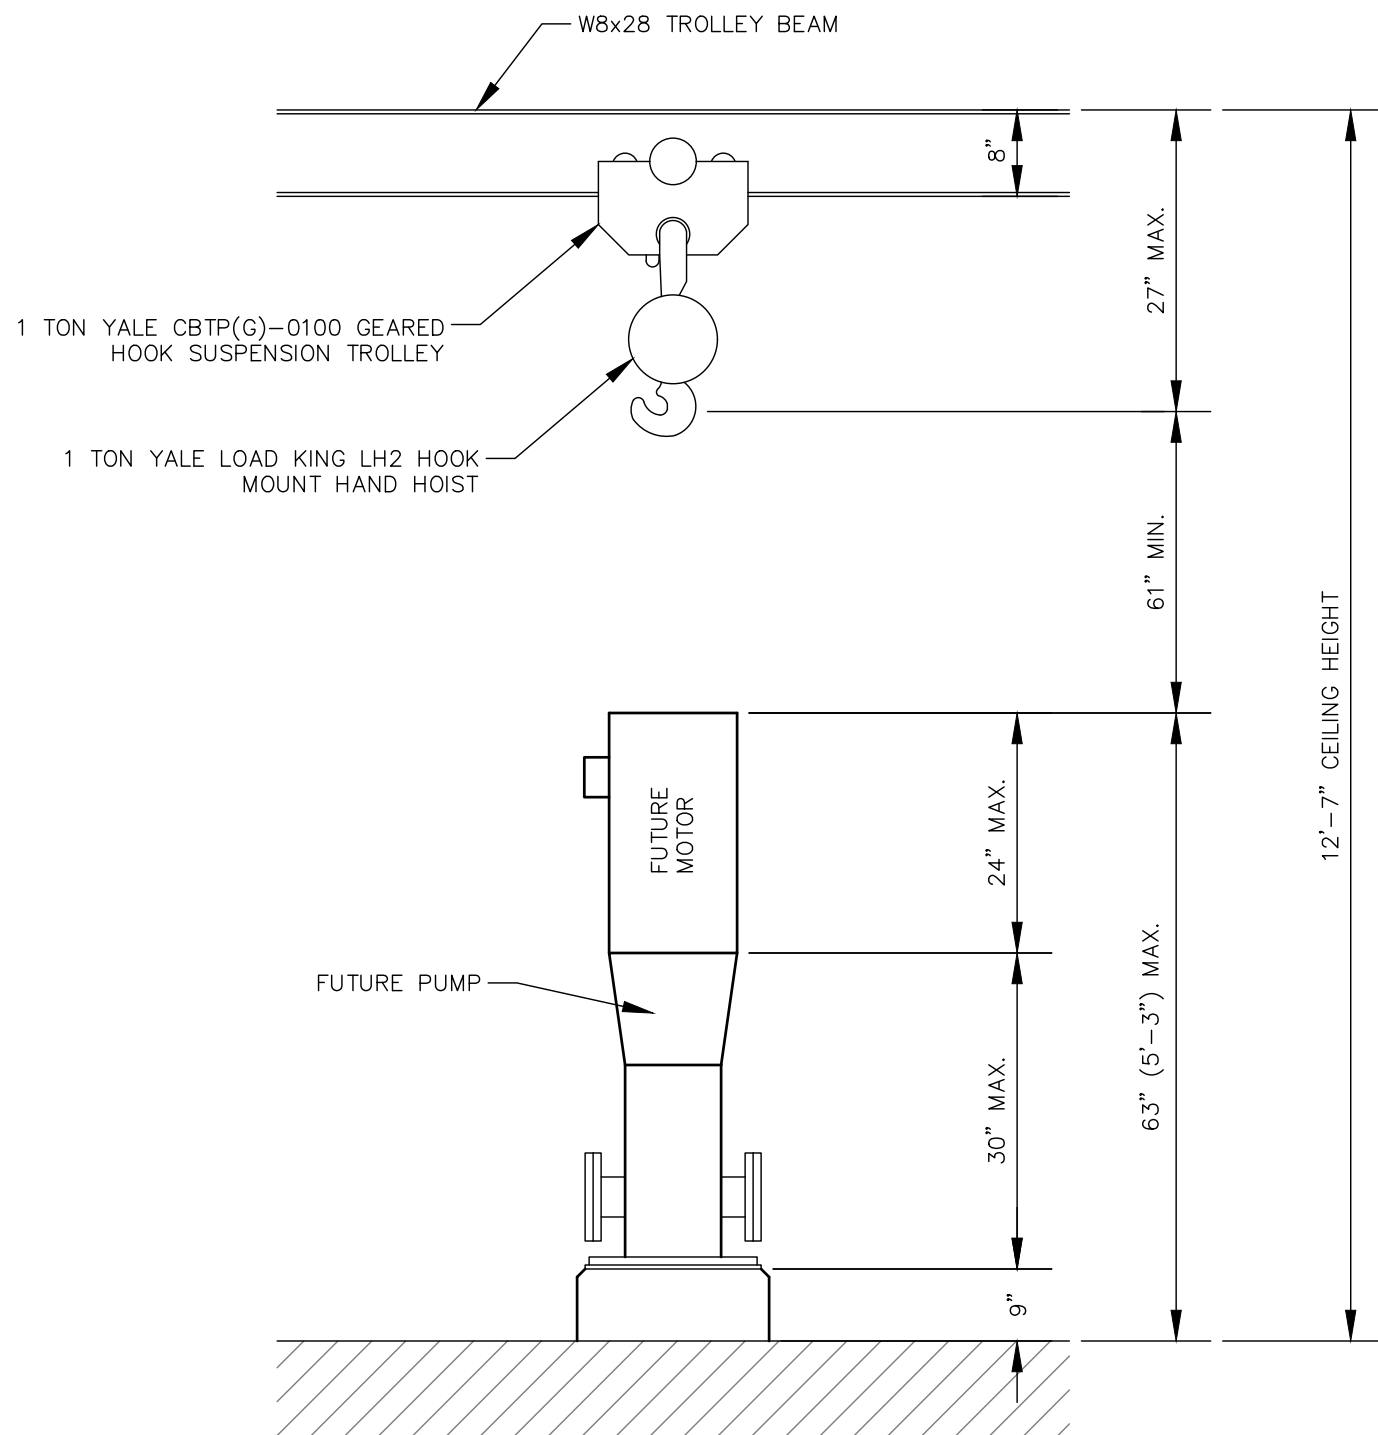 W8x28 TROLLEY BEAM
8”
27” MAX.
1 TON YALE CBTP(G)-0100 GEARED
HOOK SUSPENSION TROLLEY
1 TON YALE LOAD KING LH2 HOOK
MOUNT HAND HOIST
61” MIN.
12’-7” CEILING HEIGHT
FUTURE
MOTOR
24” MAX.
FUTURE PUMP
63” (5’-3”) MAX.
30” MAX.
9”